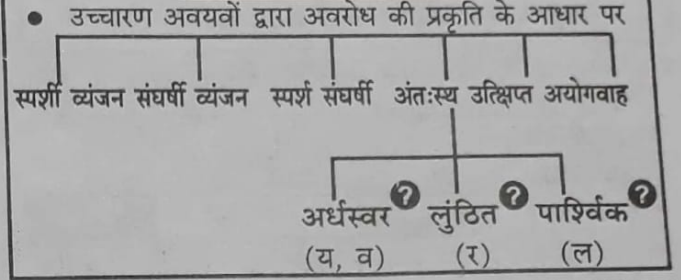 ● उच्चारण अवयवों द्वारा अवरोध की प्रकृति के आधार पर
स्पर्शी व्यंजन संघर्षी व्यंजन स्पर्श संघर्षी अंतःस्थ उत्क्षिप्त अयोगवाह
अर्धस्वर ? लुंठित ? पार्श्विक ?
(य, व) (र) (ल)